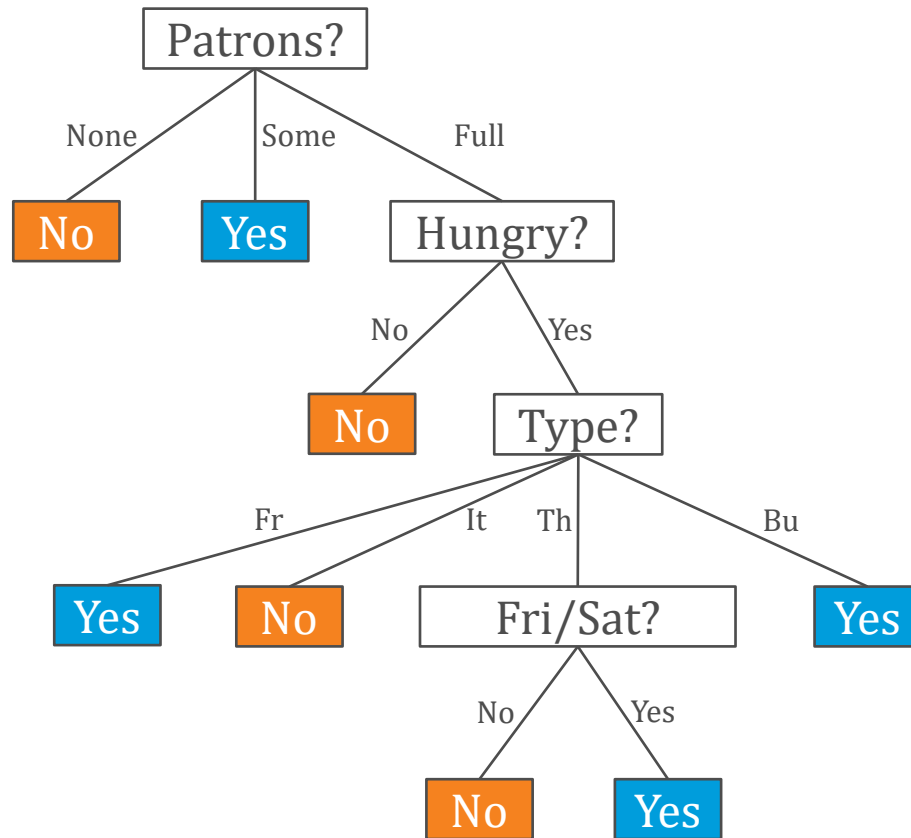 Patrons?
None Some Full
No Yes Hungry?
No Yes
No Type?
Fr It Th Bu
Yes No Fri/Sat? Yes
No Yes
No Yes